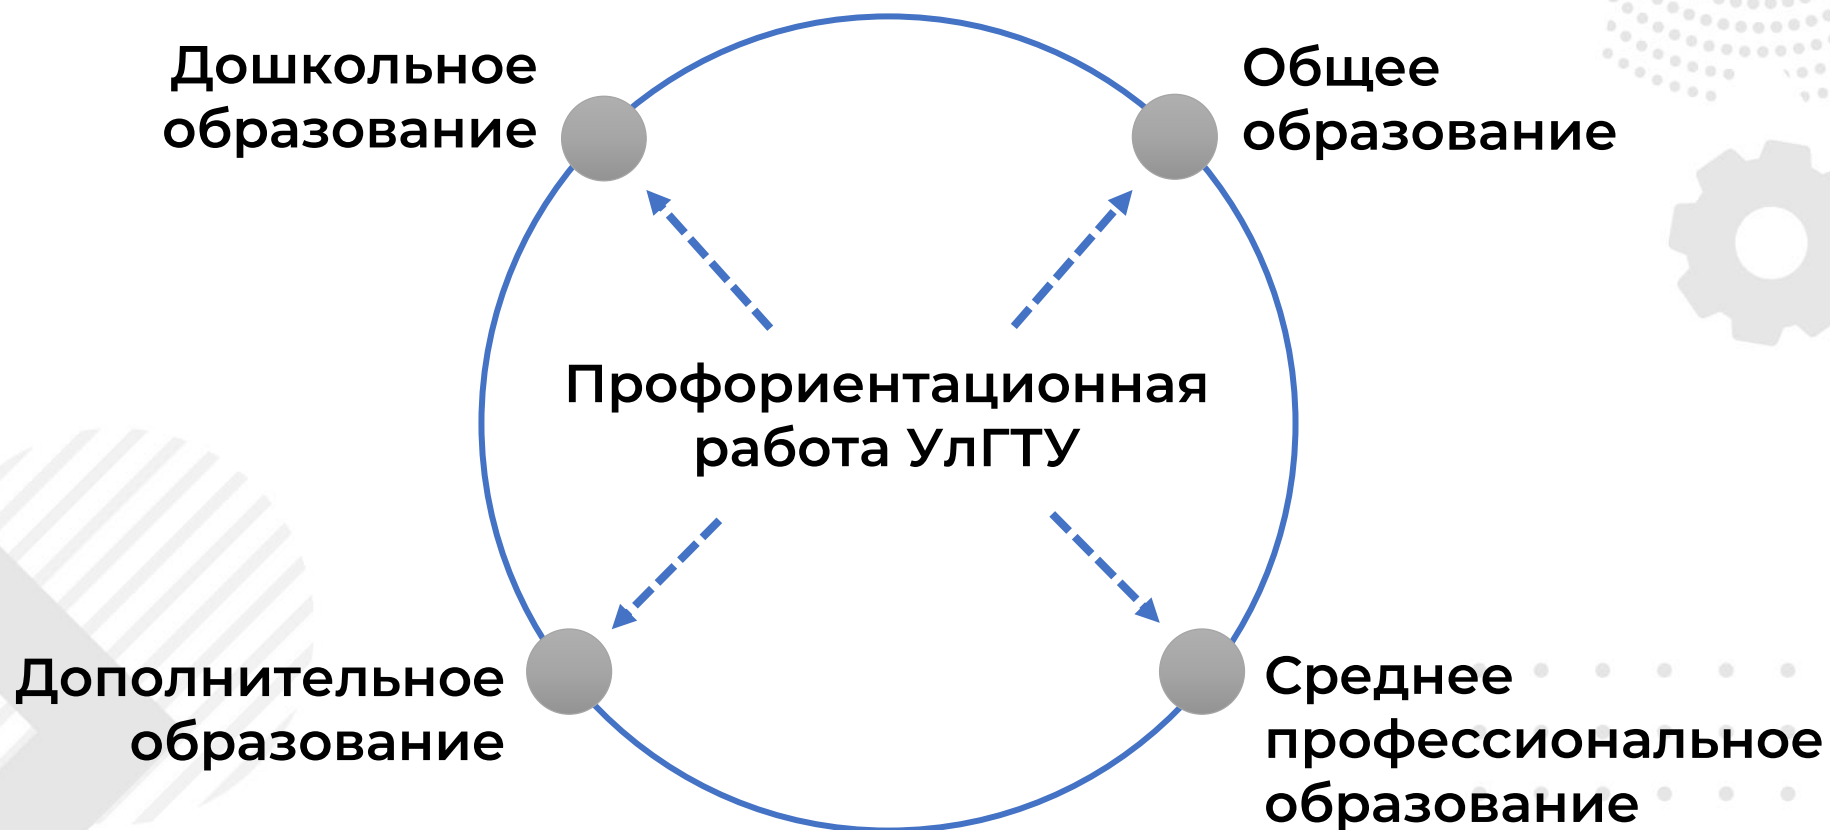 Дошкольное
образование
Общее
образование
Профориентационная
работа УлГТУ
Дополнительное
образование
Среднее
профессиональное
образование